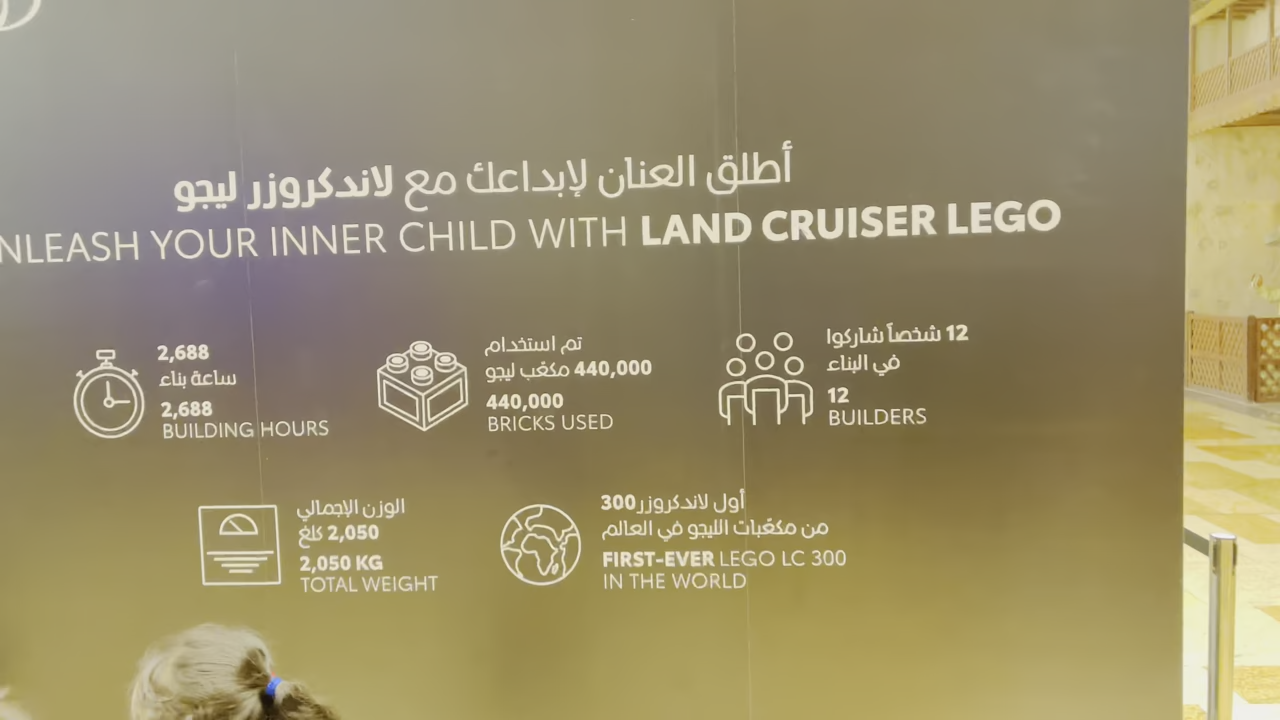 أطلق العنان لإبداعك مع لاندكروزر ليجو
NLEASH YOUR INNER CHILD WITH LAND CRUISER LEGO
2,688
ساعة بناء
2,688
BUILDING HOURS
تم استخدام
440,000 مكعّب ليجو
440,000
BRICKS USED
12 شخصاً شاركوا
في البناء
12
BUILDERS
الوزن الإجمالي
2,050 كلغ
2,050 KG
TOTAL WEIGHT
أول لاندكروزر300
من مكعّبات الليجو في العالم
FIRST-EVER LEGO LC 300
IN THE WORLD